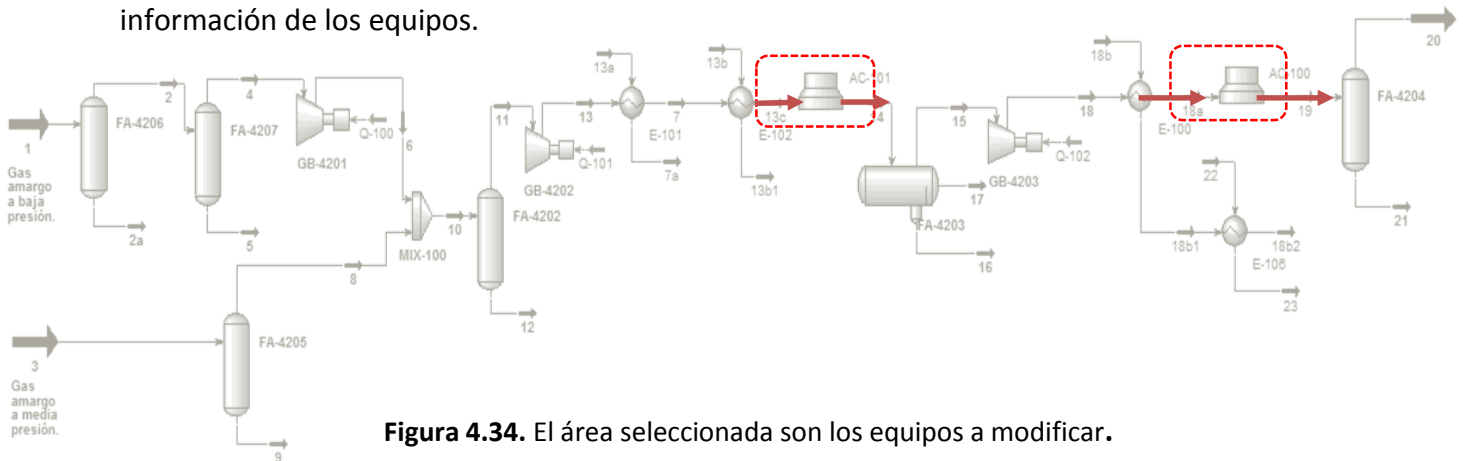 información de los equipos.
1
Gas
amargo
a baja
presión.
FA-4206
2
2a
FA-4207
4
5
GB-4201
Q-100
6
MIX-100
8
3
Gas
amargo
a media
presión.
FA-4205
9
10
11
FA-4202
12
GB-4202
Q-101
13
13a
E-101
7
7a
13b
E-102
13b1
13c
AC-101
FA-4203
15
16
17
GB-4203
Q-102
18
18b
E-100
18a
AC-100
19
18b1
22
E-106
18b2
23
FA-4204
20
21
Figura 4.34. El área seleccionada son los equipos a modificar.